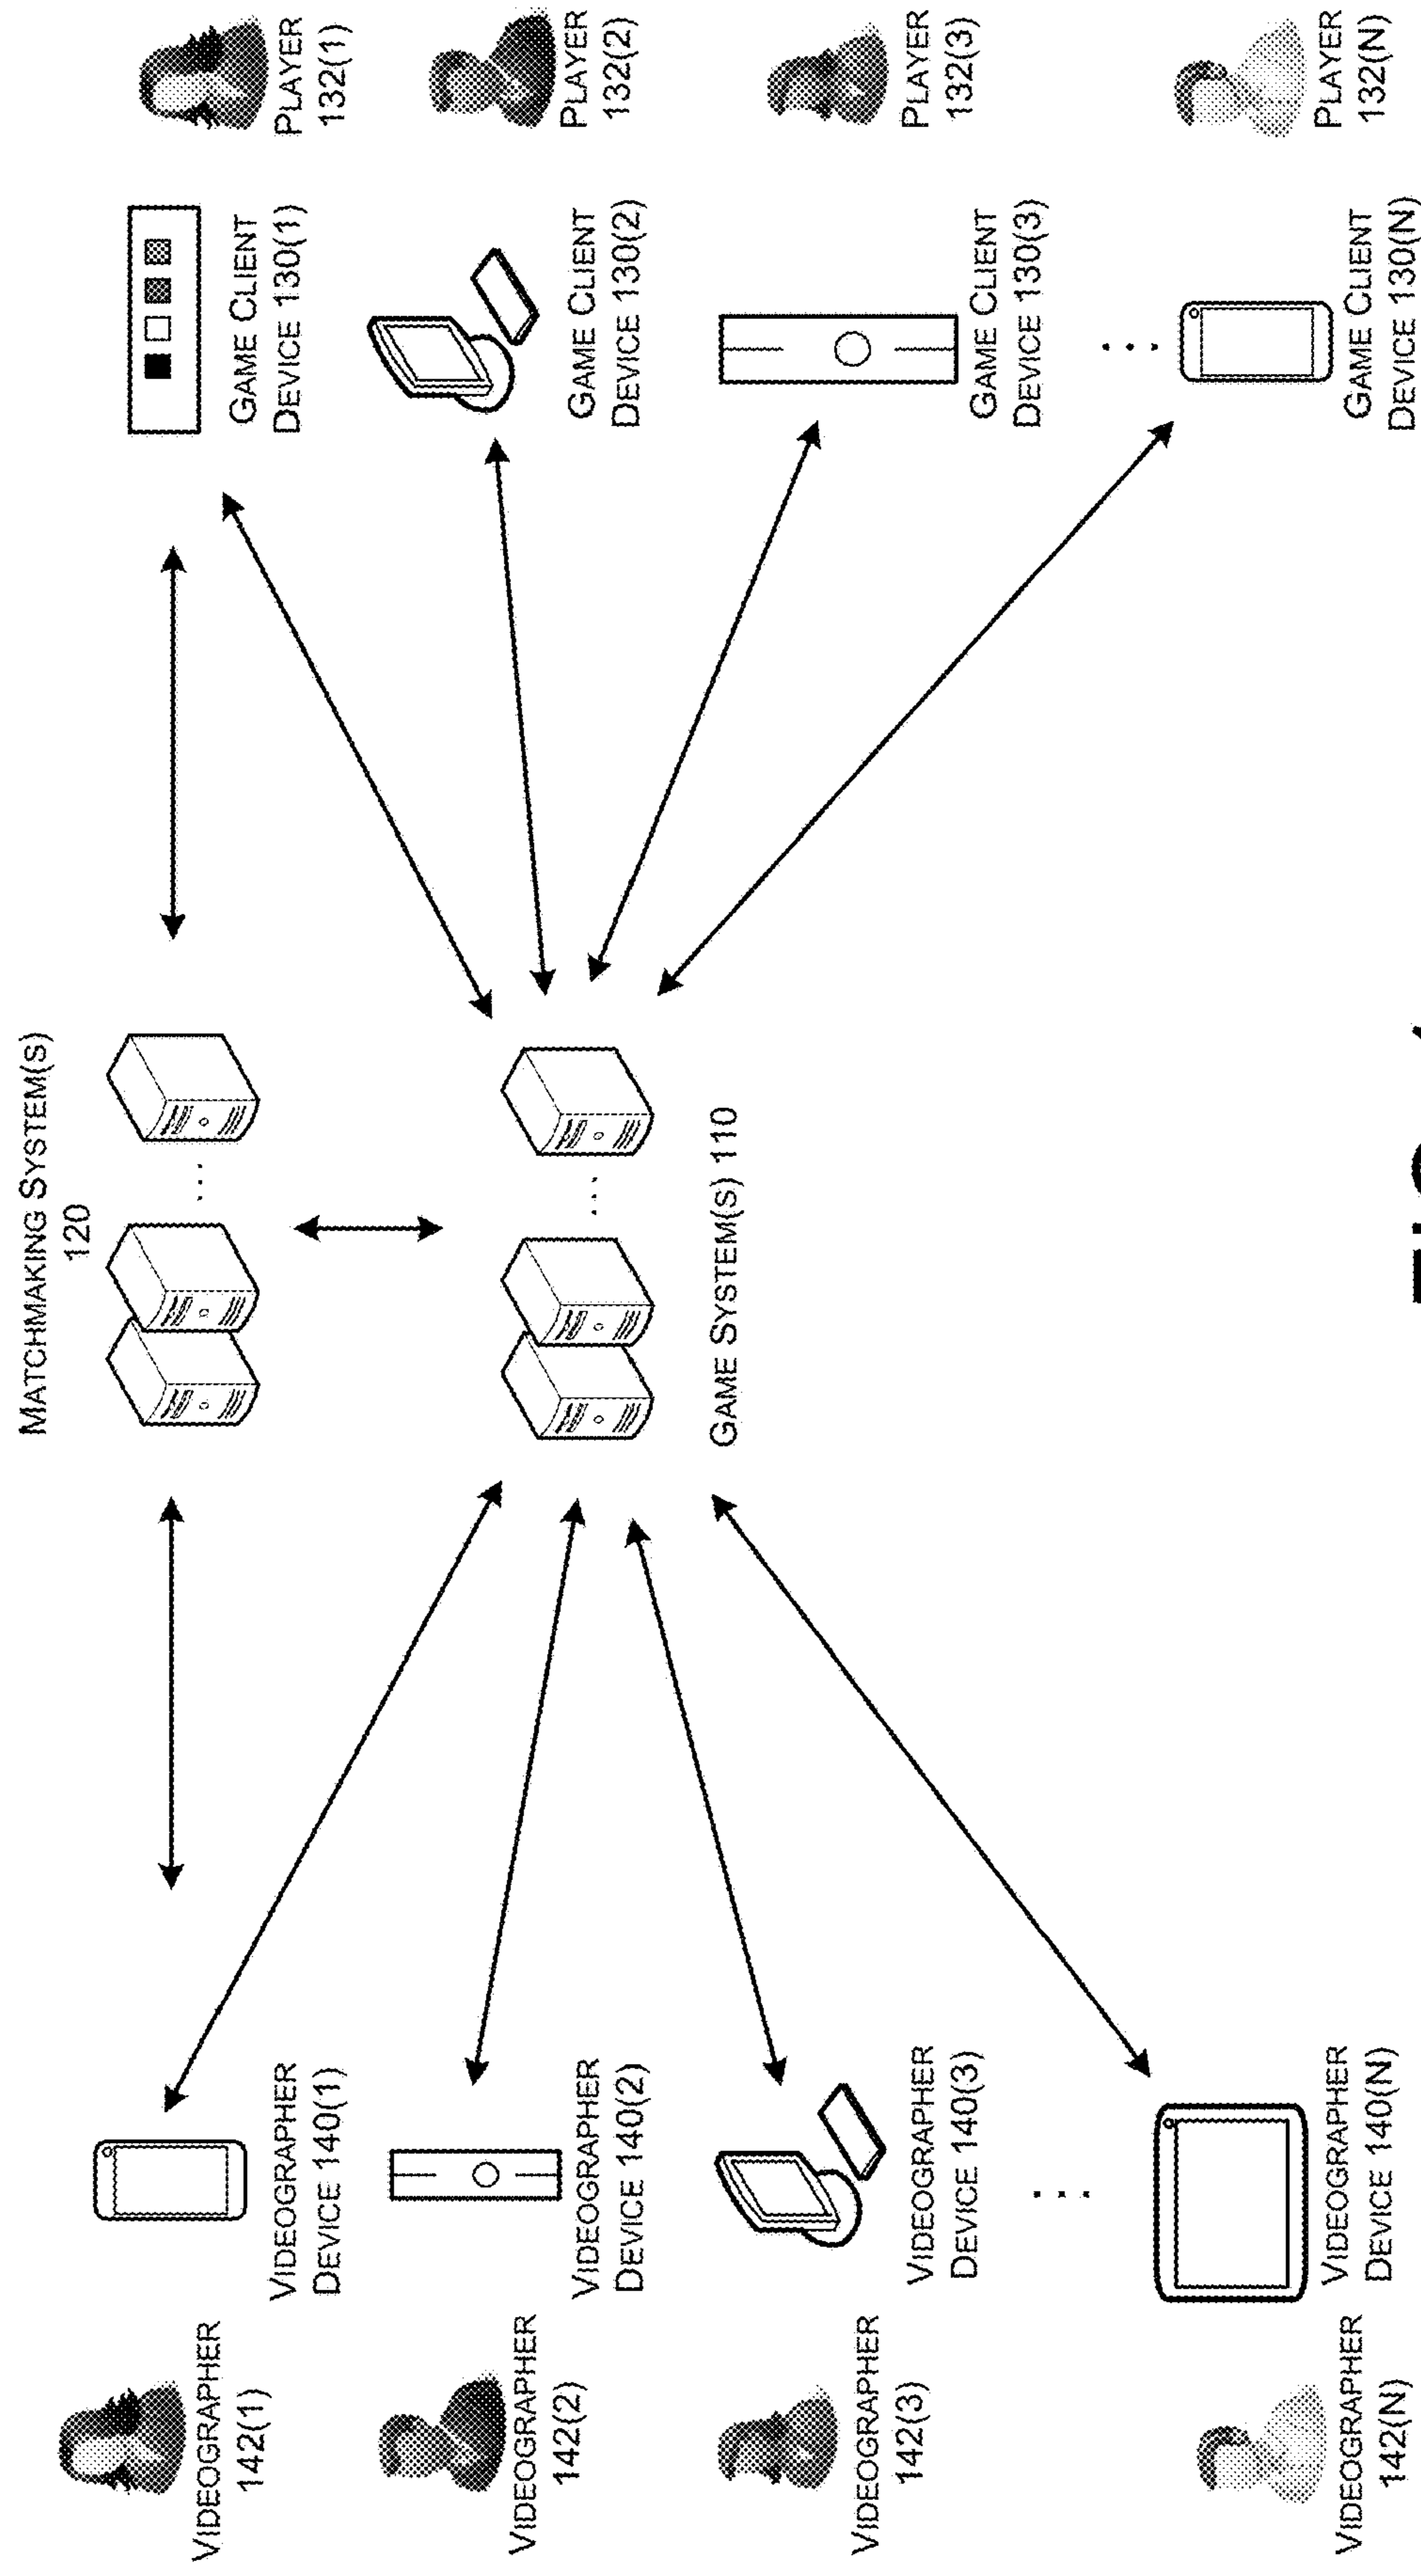 MATCHMAKING SYSTEM(S)
120
GAME SYSTEM(S) 110
VIDEOGRAPHER
142(1)
VIDEOGRAPHER
DEVICE 140(1)
VIDEOGRAPHER
142(2)
VIDEOGRAPHER
DEVICE 140(2)
VIDEOGRAPHER
142(3)
VIDEOGRAPHER
DEVICE 140(3)
VIDEOGRAPHER
142(N)
VIDEOGRAPHER
DEVICE 140(N)
GAME CLIENT
DEVICE 130(1)
PLAYER
132(1)
GAME CLIENT
DEVICE 130(2)
PLAYER
132(2)
GAME CLIENT
DEVICE 130(3)
PLAYER
132(3)
GAME CLIENT
DEVICE 130(N)
PLAYER
132(N)